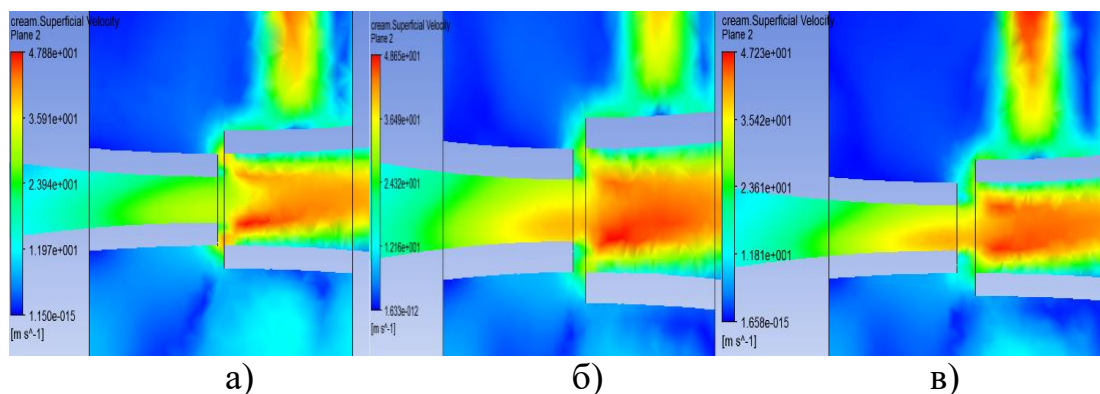 cream.Superficial Velocity
Plane 2
4.788e+001
3.591e+001
2.394e+001
1.197e+001
1.150e-015
[m s^-1]
cream.Superficial Velocity
Plane 2
4.865e+001
3.649e+001
2.432e+001
1.216e+001
1.633e-012
[m s^-1]
cream.Superficial Velocity
Plane 2
4.723e+001
3.542e+001
2.361e+001
1.181e+001
1.658e-015
[m s^-1]
а) б) в)